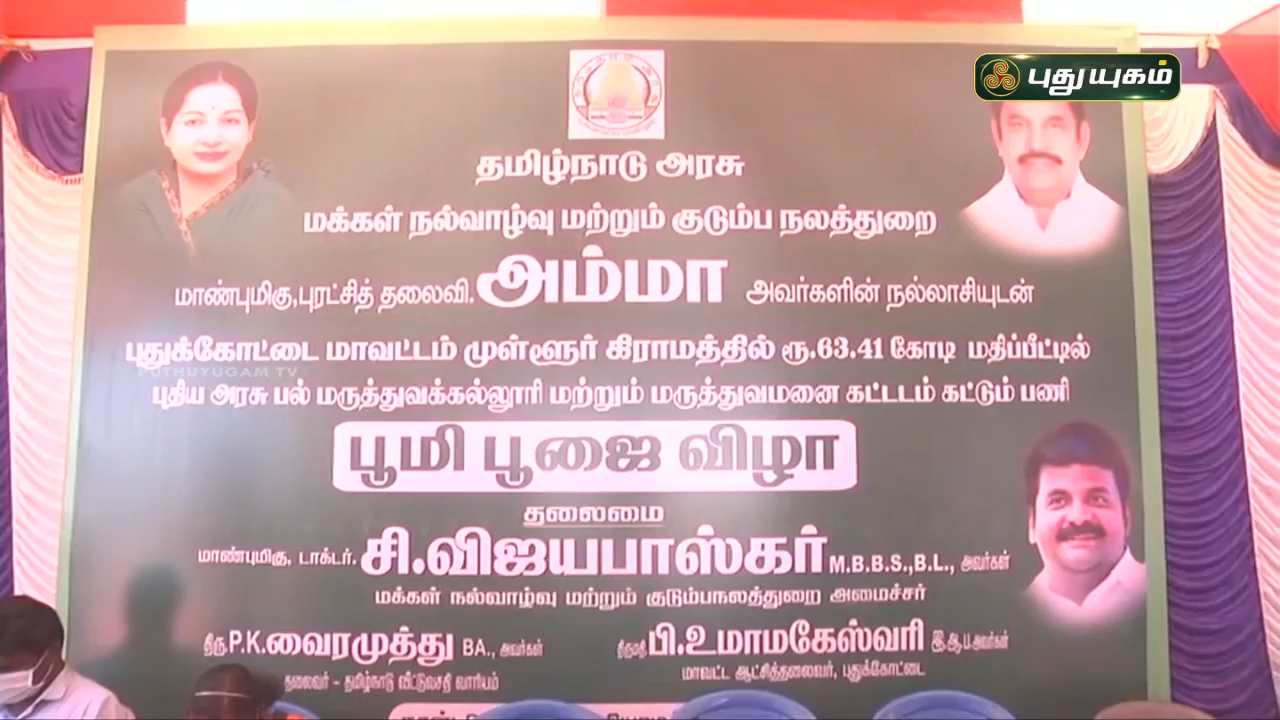 புதுயுகம்
தமிழ்நாடு அரசு
மக்கள் நல்வாழ்வு மற்றும் குடும்ப நலத்துறை
மாண்புமிகு,புரட்சித் தலைவி. அம்மா அவர்களின் நல்லாசியுடன்
புதுக்கோட்டை மாவட்டம் முள்ளூர் கிராமத்தில் ரூ.63.41 கோடி மதிப்பீட்டில்
PUTHUYUGAM TV
புதிய அரசு பல் மருத்துவக்கல்லூரி மற்றும் மருத்துவமனை கட்டடம் கட்டும் பணி
பூமி பூஜை விழா
தலைமை
மாண்புமிகு, டாக்டர். சி.விஜயபாஸ்கர் M.B.B.S.,B.L., அவர்கள்
மக்கள் நல்வாழ்வு மற்றும் குடும்பநலத்துறை அமைச்சர்
திரு.P.K.வைரமுத்து BA., அவர்கள்
தலைவர் - தமிழ்நாடு வீட்டுவசதி வாரியம்
திருமதி.பி.உமாமகேஸ்வரி இ.ஆ.ப.அவர்கள்
மாவட்ட ஆட்சித்தலைவர், புதுக்கோட்டை